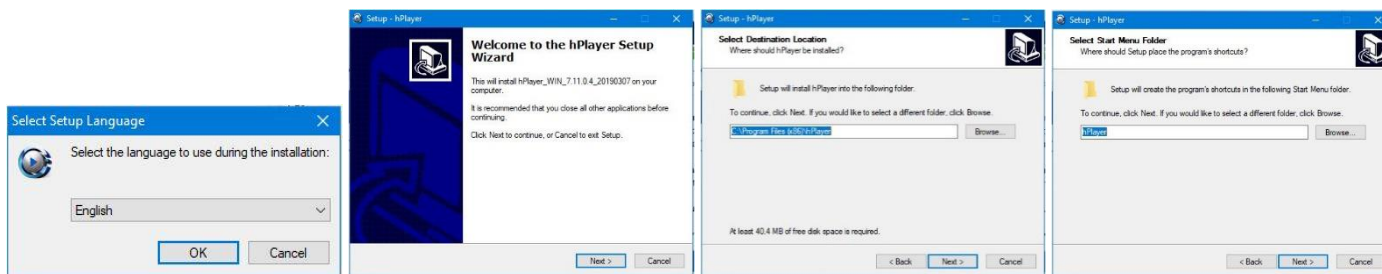 Select Setup Language
Select the language to use during the installation:
English
OK
Cancel
Setup - hPlayer
Welcome to the hPlayer Setup
Wizard
This will install hPlayer_WIN_7.11.0.4_20190307 on your
computer.
It is recommended that you close all other applications before
continuing.
Click Next to continue, or Cancel to exit Setup.
Next >
Cancel
Setup - hPlayer
Select Destination Location
Where should hPlayer be installed?
Setup will install hPlayer into the following folder.
To continue, click Next. If you would like to select a different folder, click Browse.
C:\Program Files (x86)\hPlayer
Browse...
At least 40.4 MB of free disk space is required.
< Back
Next >
Cancel
Setup - hPlayer
Select Start Menu Folder
Where should Setup place the program's shortcuts?
Setup will create the program's shortcuts in the following Start Menu folder.
To continue, click Next. If you would like to select a different folder, click Browse.
hPlayer
Browse...
< Back
Next >
Cancel